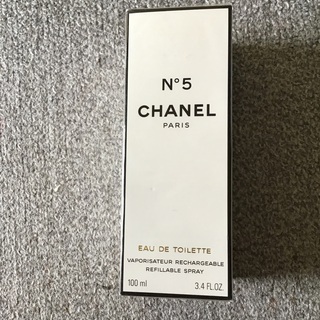 N°5
CHANEL
PARIS
EAU DE TOILETTE
VAPORISATEUR RECHARGEABLE
REFILLABLE SPRAY
100 ml 3.4 FL.OZ.